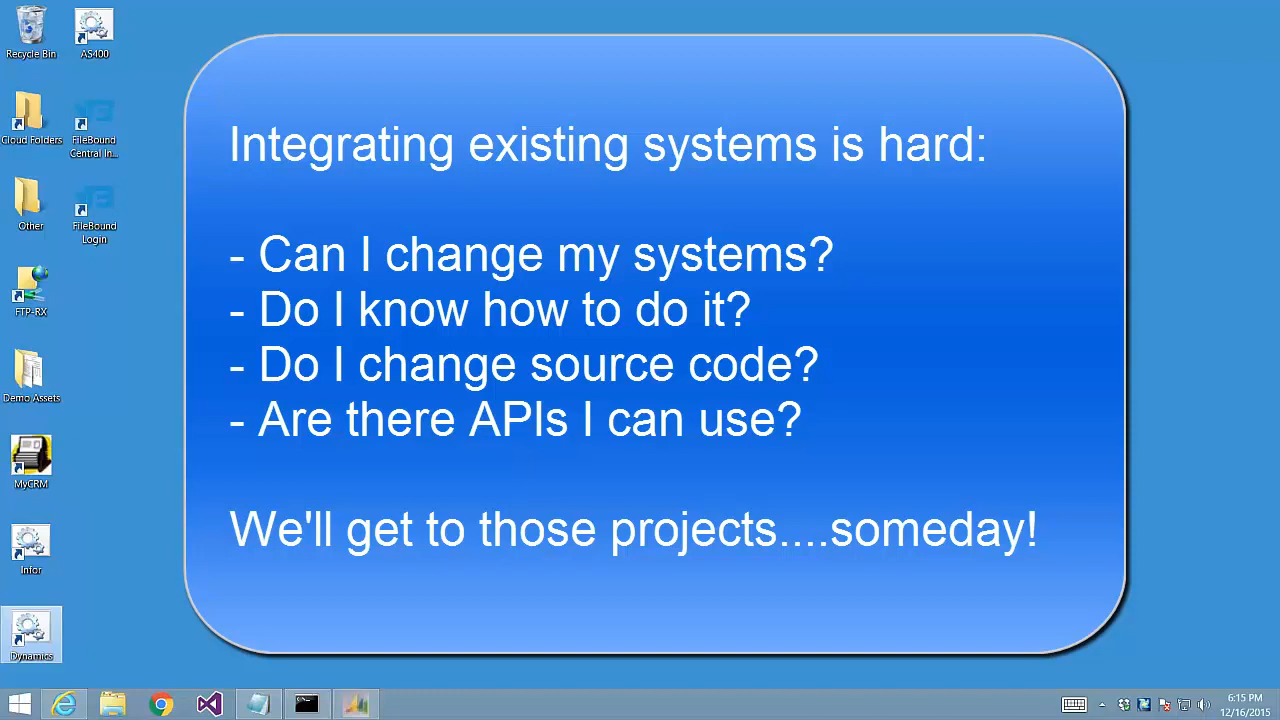 Recycle Bin
AS400
Cloud Folders
FileBound
Central In...
Other
FileBound
Login
FTP-RX
Demo Assets
MyCRM
Infor
Dynamics
Integrating existing systems is hard:
- Can I change my systems?
- Do I know how to do it?
- Do I change source code?
- Are there APIs I can use?
We'll get to those projects....someday!
6:15 PM
12/16/2015